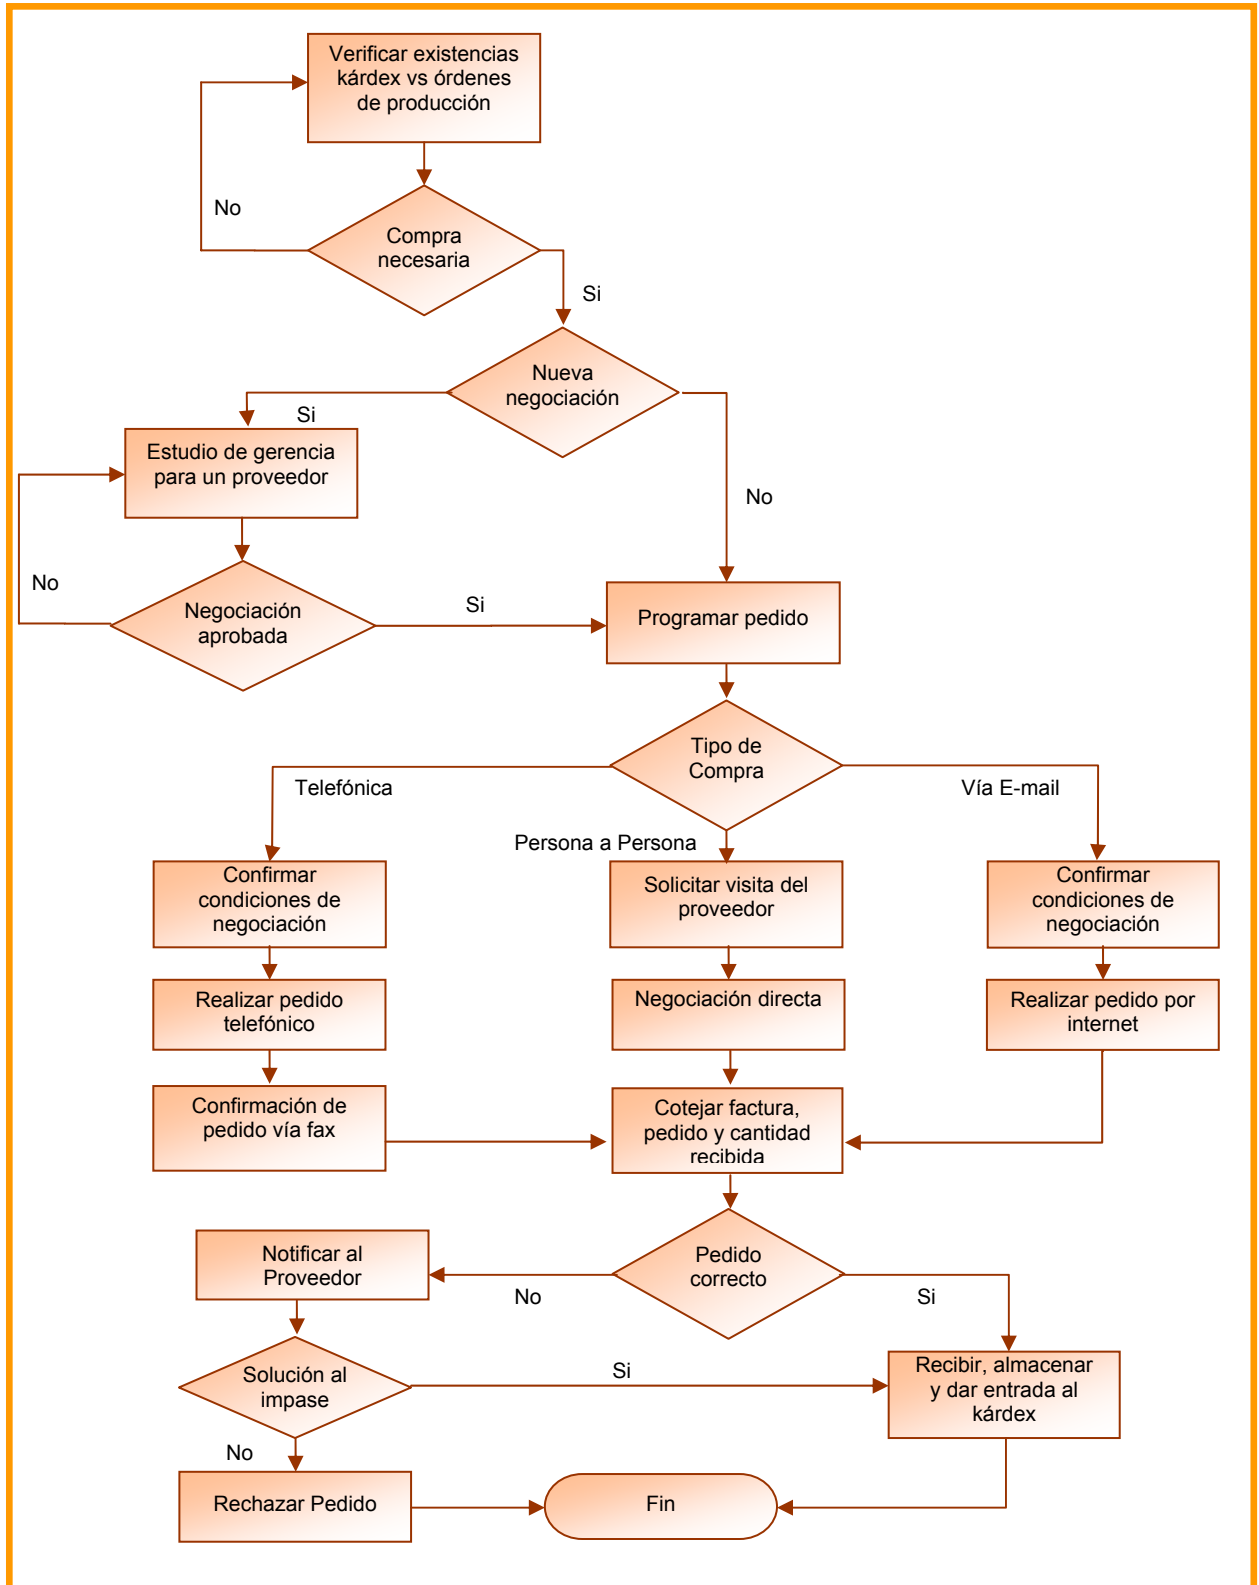 Verificar existencias
kárdex vs órdenes
de producción
No
Compra
necesaria
Si
Nueva
negociación
Si
Estudio de gerencia
para un proveedor
No
No
Negociación
aprobada
Si
Programar pedido
Tipo de
Compra
Telefónica
Vía E-mail
Persona a Persona
Confirmar
condiciones de
negociación
Solicitar visita del
proveedor
Confirmar
condiciones de
negociación
Realizar pedido
telefónico
Negociación directa
Realizar pedido por
internet
Confirmación de
pedido vía fax
Cotejar factura,
pedido y cantidad
recibida
Notificar al
Proveedor
Pedido
correcto
No
Si
Solución al
impase
Si
Recibir, almacenar
y dar entrada al
kárdex
No
Rechazar Pedido
Fin